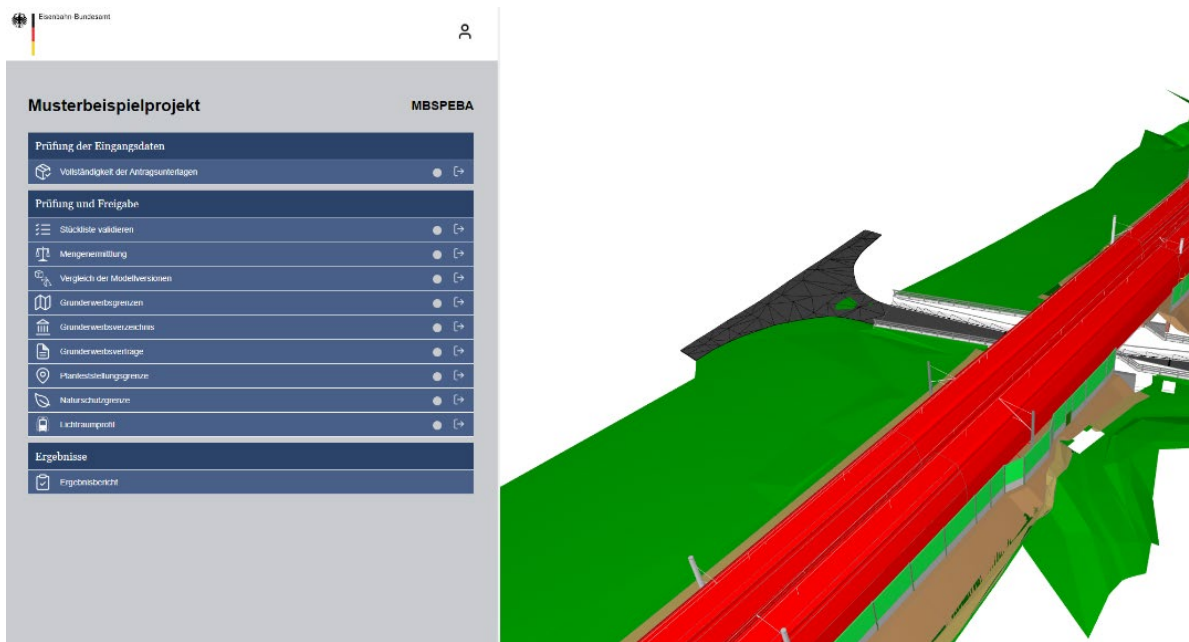 Eisenbahn-Bundesamt
Musterbeispielprojekt MBSPEBA
Prüfung der Eingangsdaten
Vollständigkeit der Antragsunterlagen
Prüfung und Freigabe
Stückliste validieren
Mengenermittlung
Vergleich der Modellversionen
Grunderwerbsgrenzen
Grunderwerbsverzeichnis
Grunderwerbsverträge
Planfeststellungsgrenze
Naturschutzgrenze
Lichtraumprofil
Ergebnisse
Ergebnisbericht